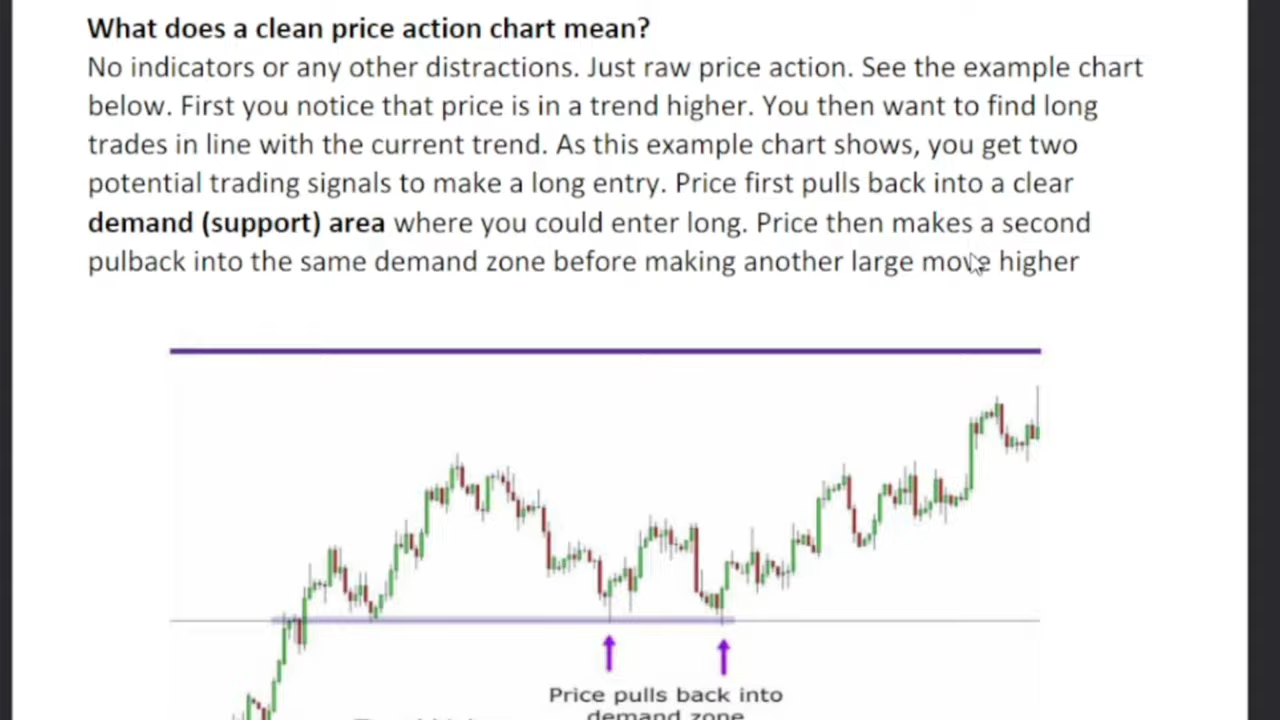 What does a clean price action chart mean?
No indicators or any other distractions. Just raw price action. See the example chart
below. First you notice that price is in a trend higher. You then want to find long
trades in line with the current trend. As this example chart shows, you get two
potential trading signals to make a long entry. Price first pulls back into a clear
demand (support) area where you could enter long. Price then makes a second
pulback into the same demand zone before making another large move higher
Price pulls back into
demand zone